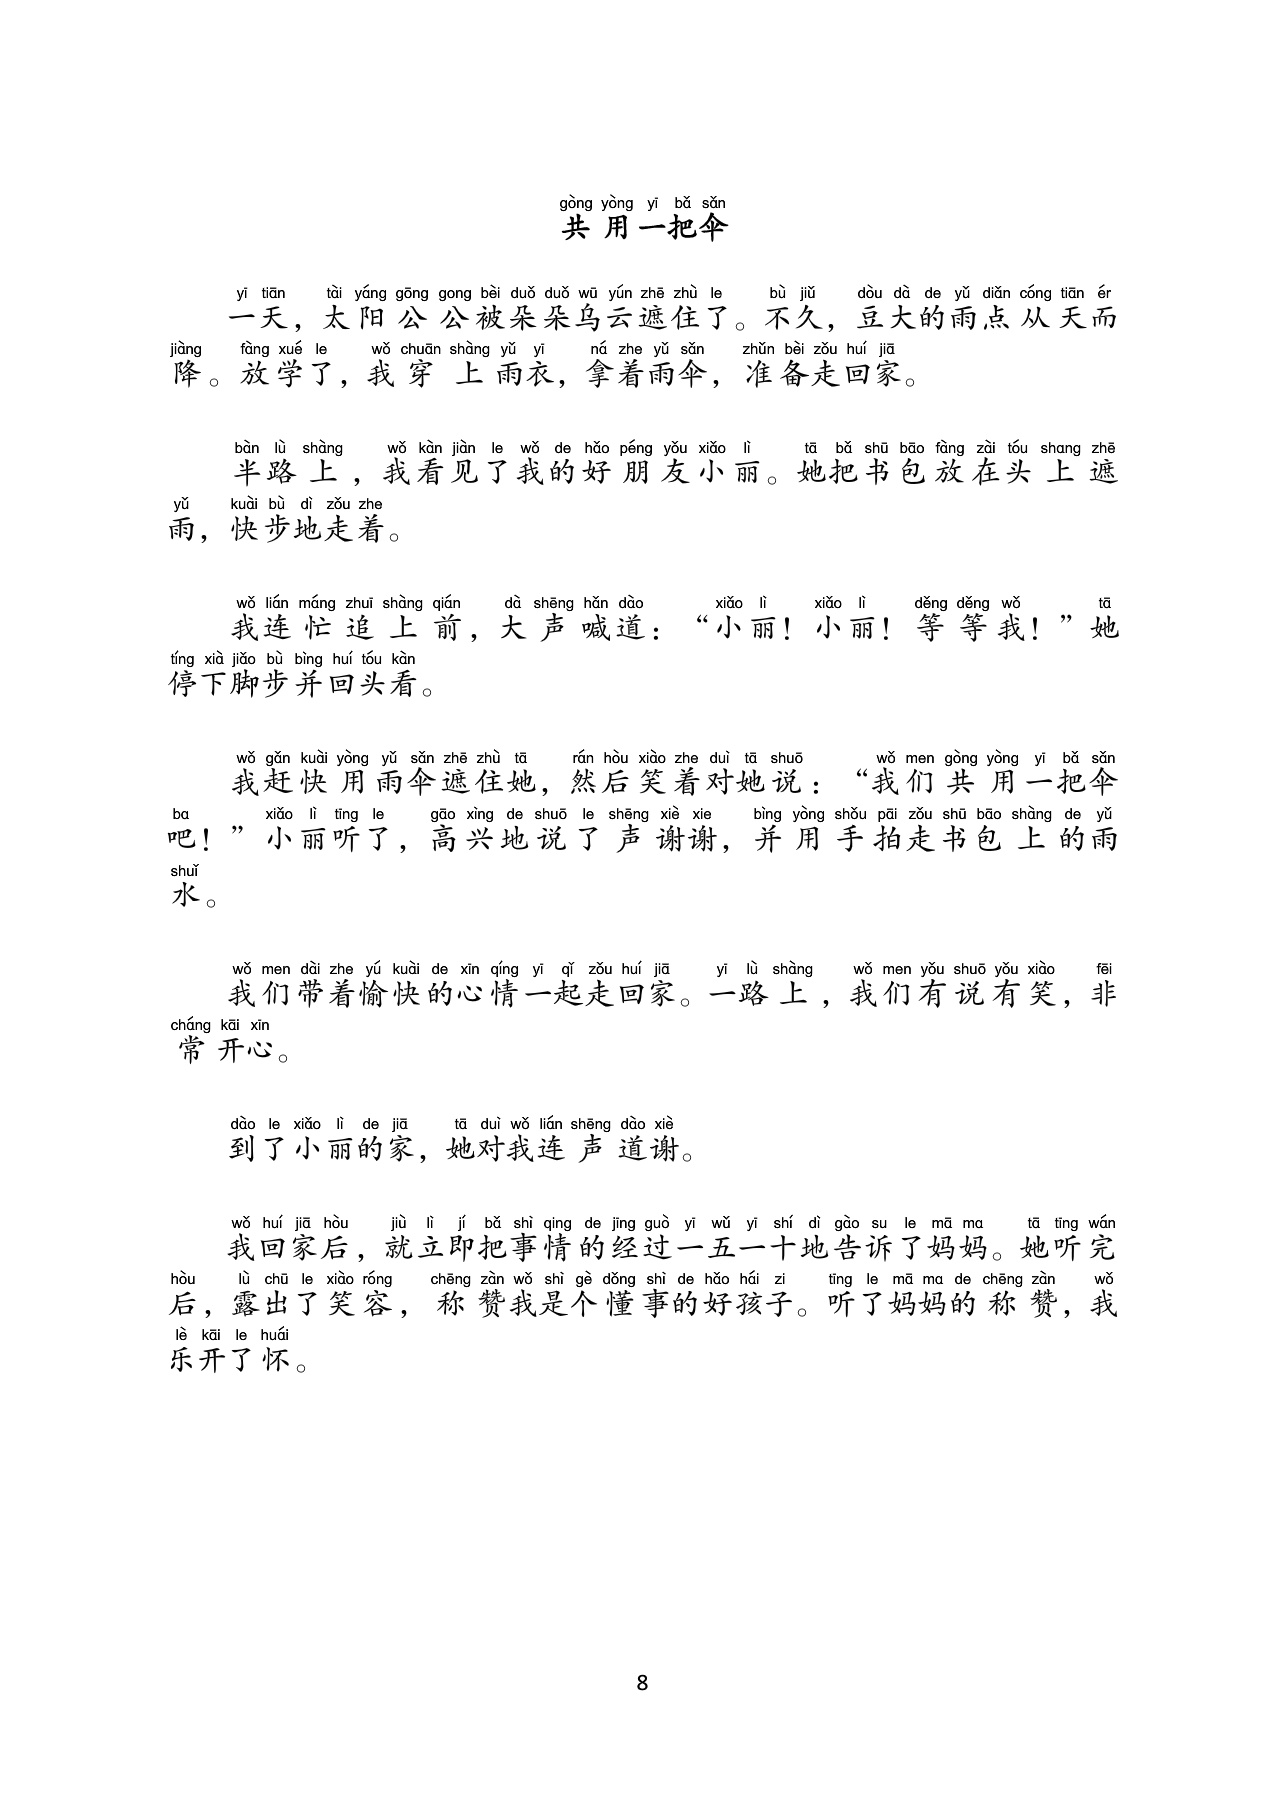 gòng yòng yī bǎ sǎn
共用一把伞
yī tiān tài yáng gōng gong bèi duǒ duǒ wū yún zhē zhù le bù jiǔ dòu dà de yǔ diǎn cóng tiān ér
一天，太阳公公被朵朵乌云遮住了。不久，豆大的雨点从天而
jiàng fàng xué le wǒ chuān shàng yǔ yī ná zhe yǔ sǎn zhǔn bèi zǒu huí jiā
降。放学了，我穿上雨衣，拿着雨伞，准备走回家。
bàn lù shàng wǒ kàn jiàn le wǒ de hǎo péng yǒu xiǎo lì tā bǎ shū bāo fàng zài tóu shang zhē
半路上，我看见了我的好朋友小丽。她把书包放在头上遮
yǔ kuài bù dì zǒu zhe
雨，快步地走着。
wǒ lián máng zhuī shàng qián dà shēng hǎn dào xiǎo lì xiǎo lì děng děng wǒ tā
我连忙追上前，大声喊道：“小丽！小丽！等等我！”她
tíng xià jiǎo bù bìng huí tóu kàn
停下脚步并回头看。
wǒ gǎn kuài yòng yǔ sǎn zhē zhù tā rán hòu xiào zhe duì tā shuō wǒ men gòng yòng yī bǎ sǎn
我赶快用雨伞遮住她，然后笑着对她说：“我们共用一把伞
ba xiǎo lì tīng le gāo xìng de shuō le shēng xiè xie bìng yòng shǒu pāi zǒu shū bāo shàng de yǔ
吧！”小丽听了，高兴地说了声谢谢，并用手拍走书包上的雨
shuǐ
水。
wǒ men dài zhe yú kuài de xīn qíng yī qǐ zǒu huí jiā yī lù shàng wǒ men yǒu shuō yǒu xiào fēi
我们带着愉快的心情一起走回家。一路上，我们有说有笑，非
cháng kāi xīn
常开心。
dào le xiǎo lì de jiā tā duì wǒ lián shēng dào xiè
到了小丽的家，她对我连声道谢。
wǒ huí jiā hòu jiù lì jí bǎ shì qing de jīng guò yī wǔ yī shí dì gào su le mā ma tā tīng wán
我回家后，就立即把事情的经过一五一十地告诉了妈妈。她听完
hòu lù chū le xiào róng chēng zàn wǒ shì gè dǒng shì de hǎo hái zi tīng le mā ma de chēng zàn wǒ
后，露出了笑容，称赞我是个懂事的好孩子。听了妈妈的称赞，我
lè kāi le huái
乐开了怀。
8